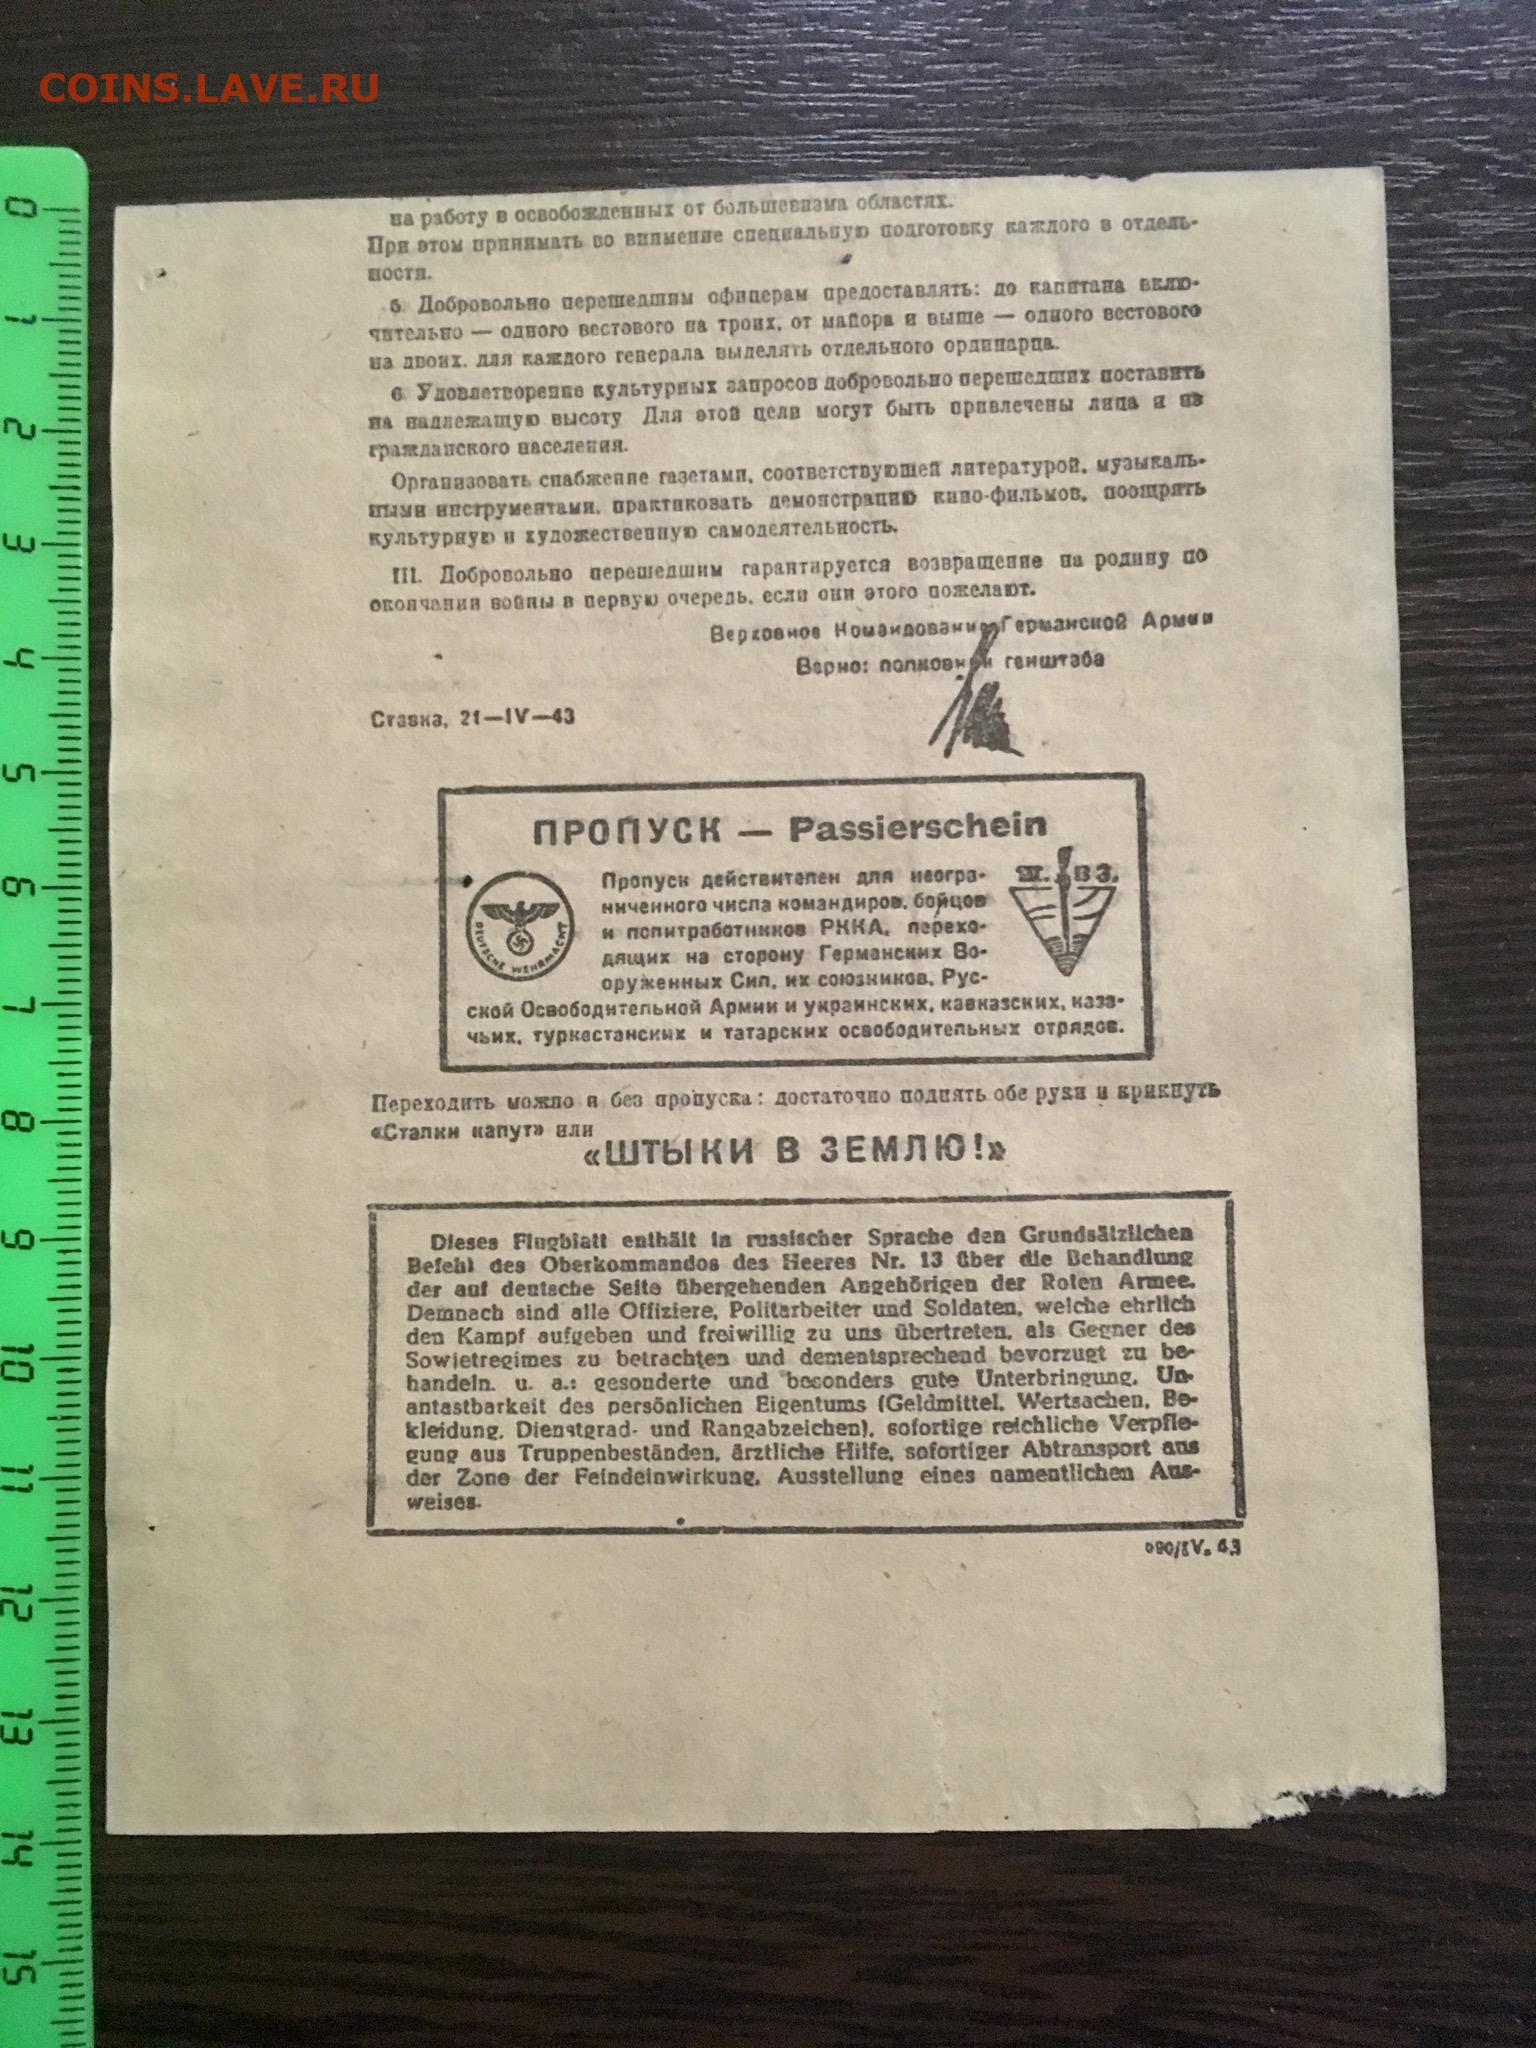 COINS.LAVE.RU
на работу в освобожденных от большевизма областях.
При этом принимать во внимение специальную подготовку каждого в отдель-
ности.
5. Добровольно перешедшим офицерам предоставлять: до капитана вклю-
чительно — одного вестового на троих, от майора и выше — одного вестового
на двоих, для каждого генерала выделять отдельного ординарца.
6. Удовлетворение культурных запросов добровольно перешедших поставить
на надлежащую высоту Для этой цели могут быть привлечены лица и из
гражданского населения.
Организовать снабжение газетами, соответствующей литературой, музыкаль-
ными инструментами, практиковать демонстрацию кино-фильмов, поощрять
культурную и художественную самодеятельность.
III. Добровольно перешедшим гарантируется возвращение на родину по
окончании войны в первую очередь, если они этого пожелают.
Верховное Командование Германской Армии
Верно: полковник генштаба
Ставка, 21—IV—43
ПРОПУСК — Passierschein
Ш. ВЗ.
Пропуск действителен для неогра-
ниченного числа командиров, бойцов
и политработников РККА, перехо-
дящих на сторону Германских Во-
оруженных Сил, их союзников, Рус-
ской Освободительной Армии и украинских, кавказских, каза-
чьих, туркестанских и татарских освободительных отрядов.
DEUTSCHE WEHRMACHT
Переходить можно и без пропуска: достаточно поднять обе руки и крикнуть
«Сталин капут» или
«ШТЫКИ В ЗЕМЛЮ!»
Dieses Flugblatt enthält in russischer Sprache den Grundsätzlichen
Befehl des Oberkommandos des Heeres Nr. 13 über die Behandlung
der auf deutsche Seite übergehenden Angehörigen der Roten Armee.
Demnach sind alle Offiziere, Politarbeiter und Soldaten, welche ehrlich
den Kampf aufgeben und freiwillig zu uns übertreten, als Gegner des
Sowjetregimes zu betrachten und dementsprechend bevorzugt zu be-
handeln. u. a.: gesonderte und besonders gute Unterbringung, Un-
antastbarkeit des persönlichen Eigentums (Geldmittel, Wertsachen, Be-
kleidung, Dienstgrad- und Rangabzeichen), sofortige reichliche Verpfle-
gung aus Truppenbeständen, ärztliche Hilfe, sofortiger Abtransport aus
der Zone der Feindeinwirkung, Ausstellung eines namentlichen Aus-
weises.
090/IV. 43
0
1
2
3
4
5
6
7
8
9
10
11
12
13
14
15